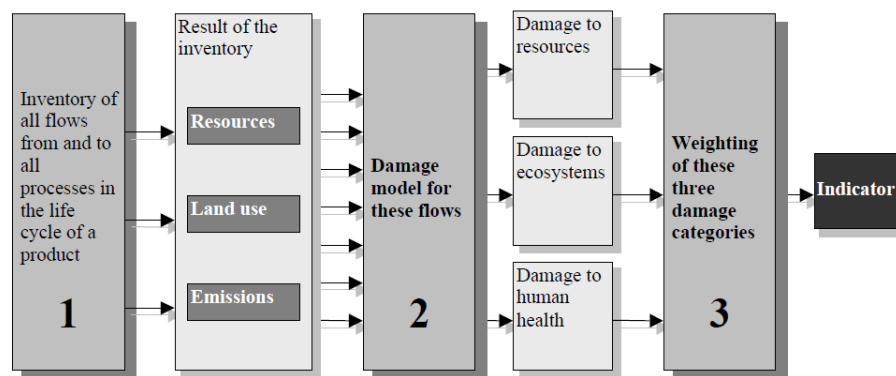 Inventory of
all flows
from and to
all
processes in
the life
cycle of a
product
1
Result of the
inventory
Resources
Land use
Emissions
Damage
model for
these flows
2
Damage to
resources
Damage to
ecosystems
Damage to
human
health
Weighting
of these
three
damage
categories
3
Indicator